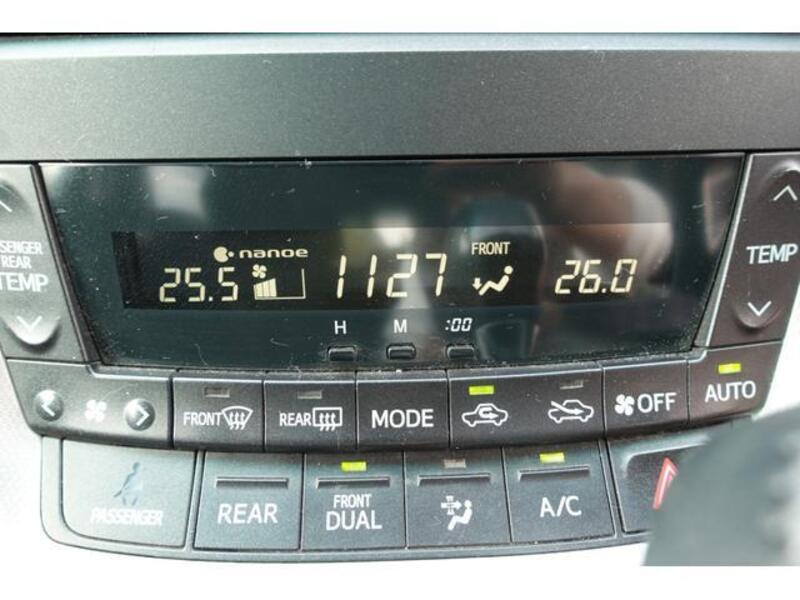 nanoe
FRONT
25.5 1127 26.0
H M :00
REAR
TEMP
TEMP
FRONT REAR MODE OFF AUTO
PASSENGER REAR FRONT DUAL A/C